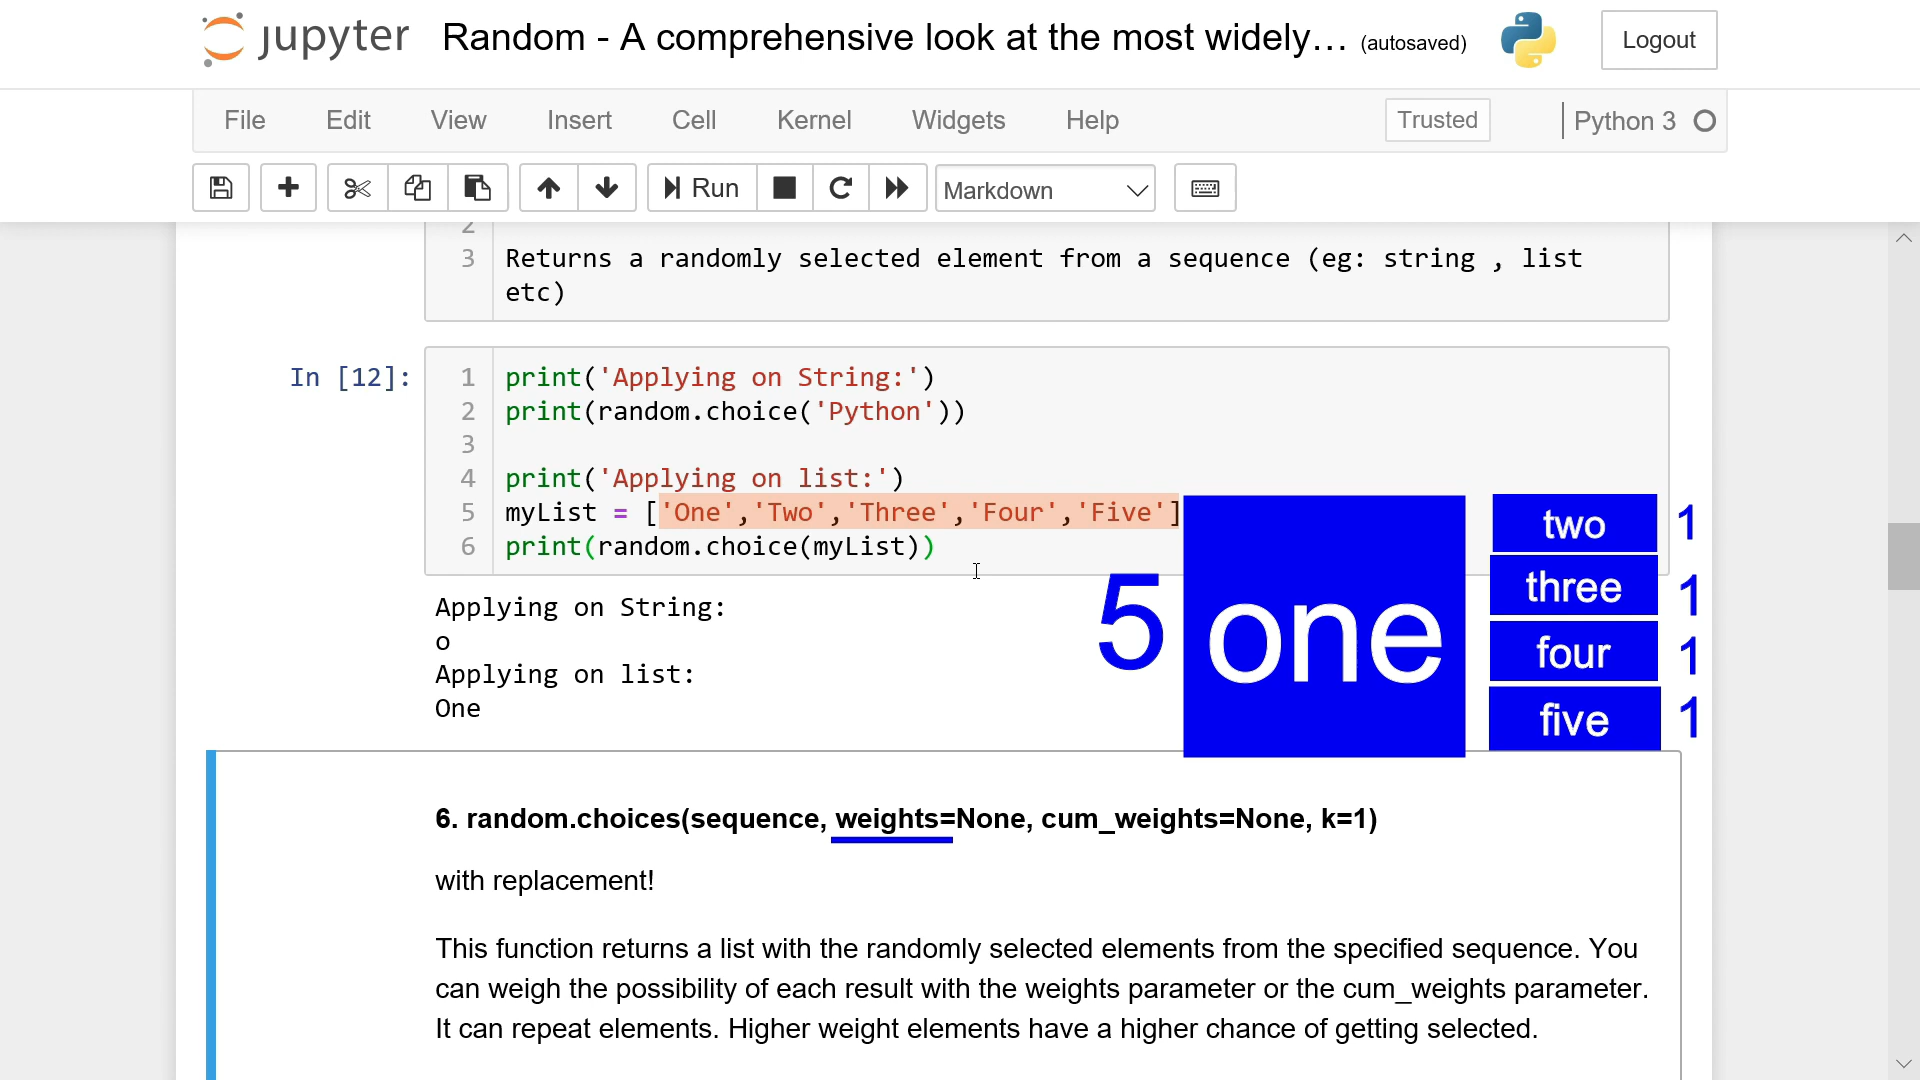 jupyter Random - A comprehensive look at the most widely... (autosaved) Logout
File Edit View Insert Cell Kernel Widgets Help Trusted Python 3
Run Markdown
2
3 Returns a randomly selected element from a sequence (eg: string , list
etc)
In [12]:
1 print('Applying on String:')
2 print(random.choice('Python'))
3
4 print('Applying on list:')
5 myList = ['One','Two','Three','Four','Five']
6 print(random.choice(myList))
Applying on String:
o
Applying on list:
One
5 one
two 1
three 1
four 1
five 1
6. random.choices(sequence, weights=None, cum_weights=None, k=1)
with replacement!
This function returns a list with the randomly selected elements from the specified sequence. You
can weigh the possibility of each result with the weights parameter or the cum_weights parameter.
It can repeat elements. Higher weight elements have a higher chance of getting selected.